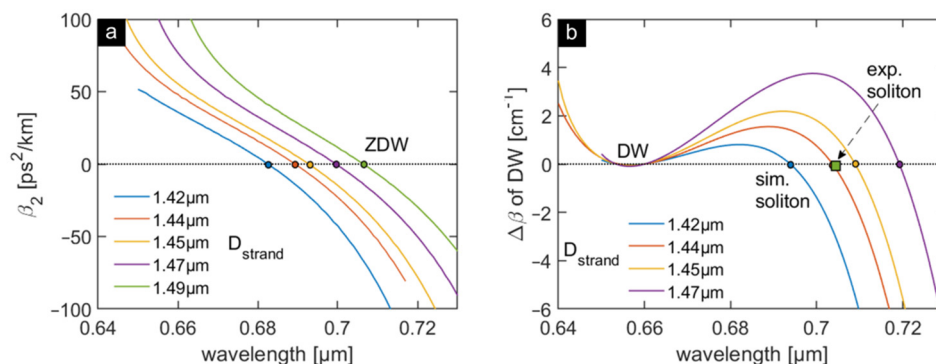 a
100
50
0
−50
−100
β₂ [ps²/km]
ZDW
1.42µm
1.44µm
1.45µm
1.47µm
1.49µm
D_strand
0.64 0.66 0.68 0.7 0.72
wavelength [µm]
b
6
4
2
0
−2
−4
−6
Δβ of DW [cm⁻¹]
exp.
soliton
DW
sim.
soliton
D_strand
1.42µm
1.44µm
1.45µm
1.47µm
0.64 0.66 0.68 0.7 0.72
wavelength [µm]